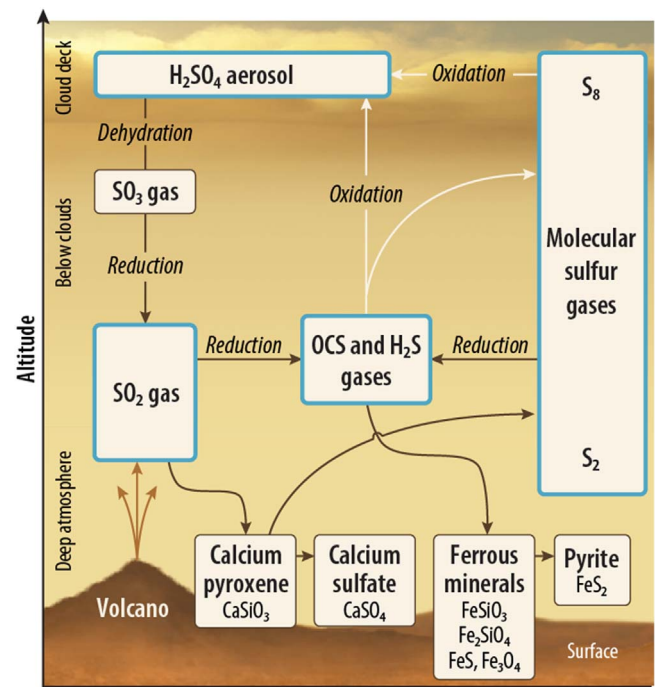 Altitude
Cloud deck
Below clouds
Deep atmosphere
H₂SO₄ aerosol
Oxidation
S₈
Dehydration
SO₃ gas
Oxidation
Reduction
Molecular
sulfur
gases
SO₂ gas
Reduction
OCS and H₂S
gases
Reduction
S₂
Volcano
Calcium
pyroxene
CaSiO₃
Calcium
sulfate
CaSO₄
Ferrous
minerals
FeSiO₃
Fe₂SiO₄
FeS, Fe₃O₄
Pyrite
FeS₂
Surface